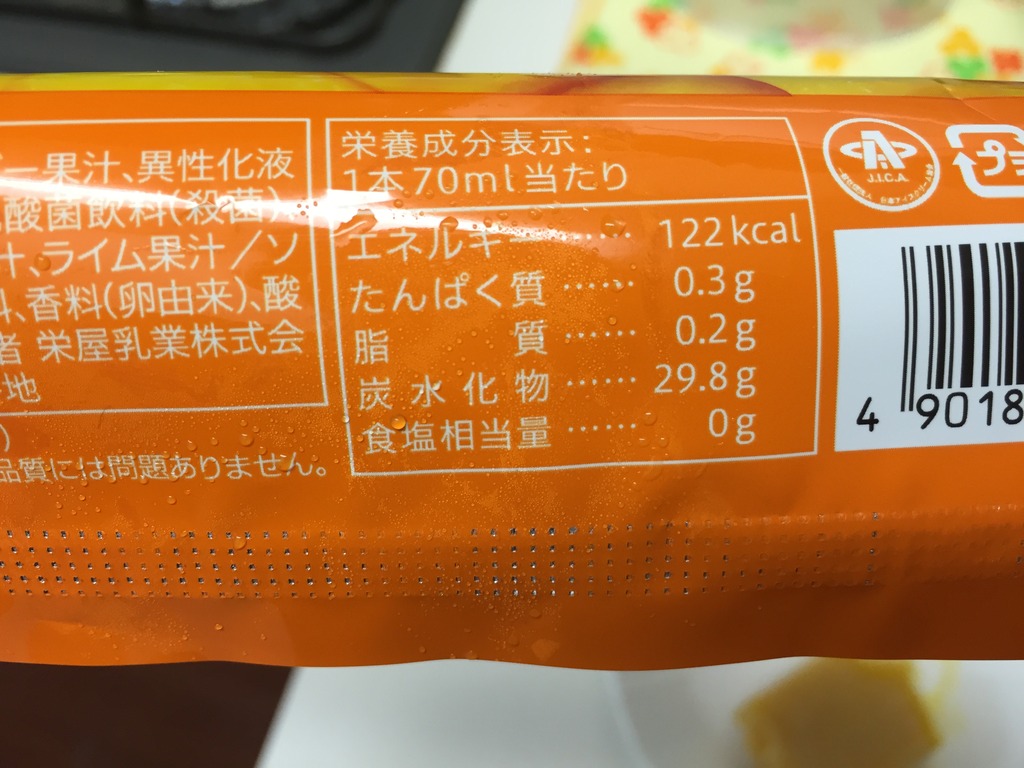 ー果汁、異性化液
酸菌飲料(殺菌)、
汁、ライム果汁/ソ
、香料(卵由来)、酸
者 栄屋乳業株式会
地
)
品質には問題ありません。
栄養成分表示:
1本70ml当たり
エネルギー…… 122kcal
たんぱく質…… 0.3g
脂質…… 0.2g
炭水化物…… 29.8g
食塩相当量…… 0g
J.I.C.A.
プ
4 9018